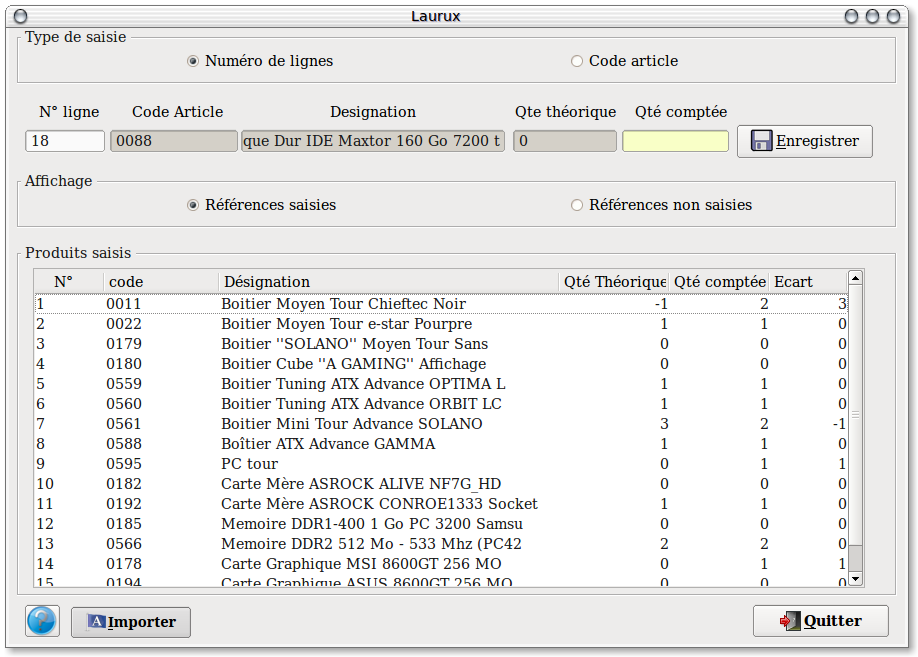 Laurux
Type de saisie
Numéro de lignes Code article
N° ligne Code Article Designation Qte théorique Qté comptée
18 0088 que Dur IDE Maxtor 160 Go 7200 t 0 Enregistrer
Affichage
Références saisies Références non saisies
Produits saisis
N° code Désignation Qté Théorique Qté comptée Ecart
1 0011 Boitier Moyen Tour Chieftec Noir -1 2 3
2 0022 Boitier Moyen Tour e-star Pourpre 1 1 0
3 0179 Boitier ''SOLANO'' Moyen Tour Sans 0 0 0
4 0180 Boitier Cube ''A GAMING'' Affichage 0 0 0
5 0559 Boitier Tuning ATX Advance OPTIMA L 1 1 0
6 0560 Boitier Tuning ATX Advance ORBIT LC 1 1 0
7 0561 Boitier Mini Tour Advance SOLANO 3 2 -1
8 0588 Boîtier ATX Advance GAMMA 1 1 0
9 0595 PC tour 0 1 1
10 0182 Carte Mère ASROCK ALIVE NF7G_HD 0 0 0
11 0192 Carte Mère ASROCK CONROE1333 Socket 1 1 0
12 0185 Memoire DDR1-400 1 Go PC 3200 Samsu 0 0 0
13 0566 Memoire DDR2 512 Mo - 533 Mhz (PC42 2 2 0
14 0178 Carte Graphique MSI 8600GT 256 MO 0 1 1
15 0194 Carte Graphique ASUS 8600GT 256 MO 0 0 0
? A Importer Quitter